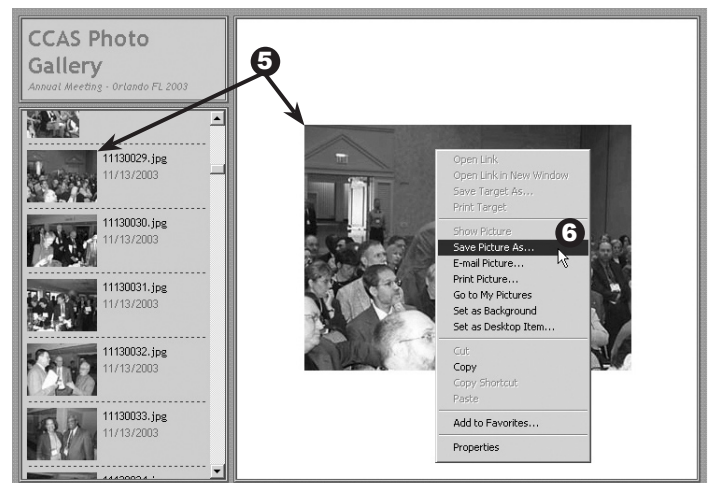 CCAS Photo
Gallery
Annual Meeting - Orlando FL 2003
5
11130029.jpg
11/13/2003
11130030.jpg
11/13/2003
11130031.jpg
11/13/2003
11130032.jpg
11/13/2003
11130033.jpg
11/13/2003
Open Link
Open Link in New Window
Save Target As...
Print Target
Show Picture
6
Save Picture As...
E-mail Picture...
Print Picture...
Go to My Pictures
Set as Background
Set as Desktop Item...
Cut
Copy
Copy Shortcut
Paste
Add to Favorites...
Properties